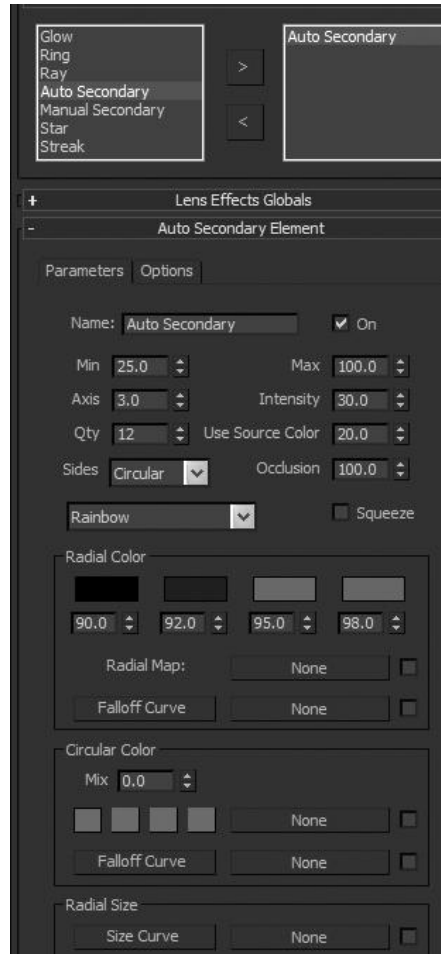 Glow
Ring
Ray
Auto Secondary
Manual Secondary
Star
Streak
>
<
Auto Secondary
+ Lens Effects Globals
- Auto Secondary Element
Parameters Options
Name: Auto Secondary On
Min 25.0 Max 100.0
Axis 3.0 Intensity 30.0
Qty 12 Use Source Color 20.0
Sides Circular Occlusion 100.0
Rainbow Squeeze
Radial Color
90.0 92.0 95.0 98.0
Radial Map: None
Falloff Curve None
Circular Color
Mix 0.0
None
Falloff Curve None
Radial Size
Size Curve None